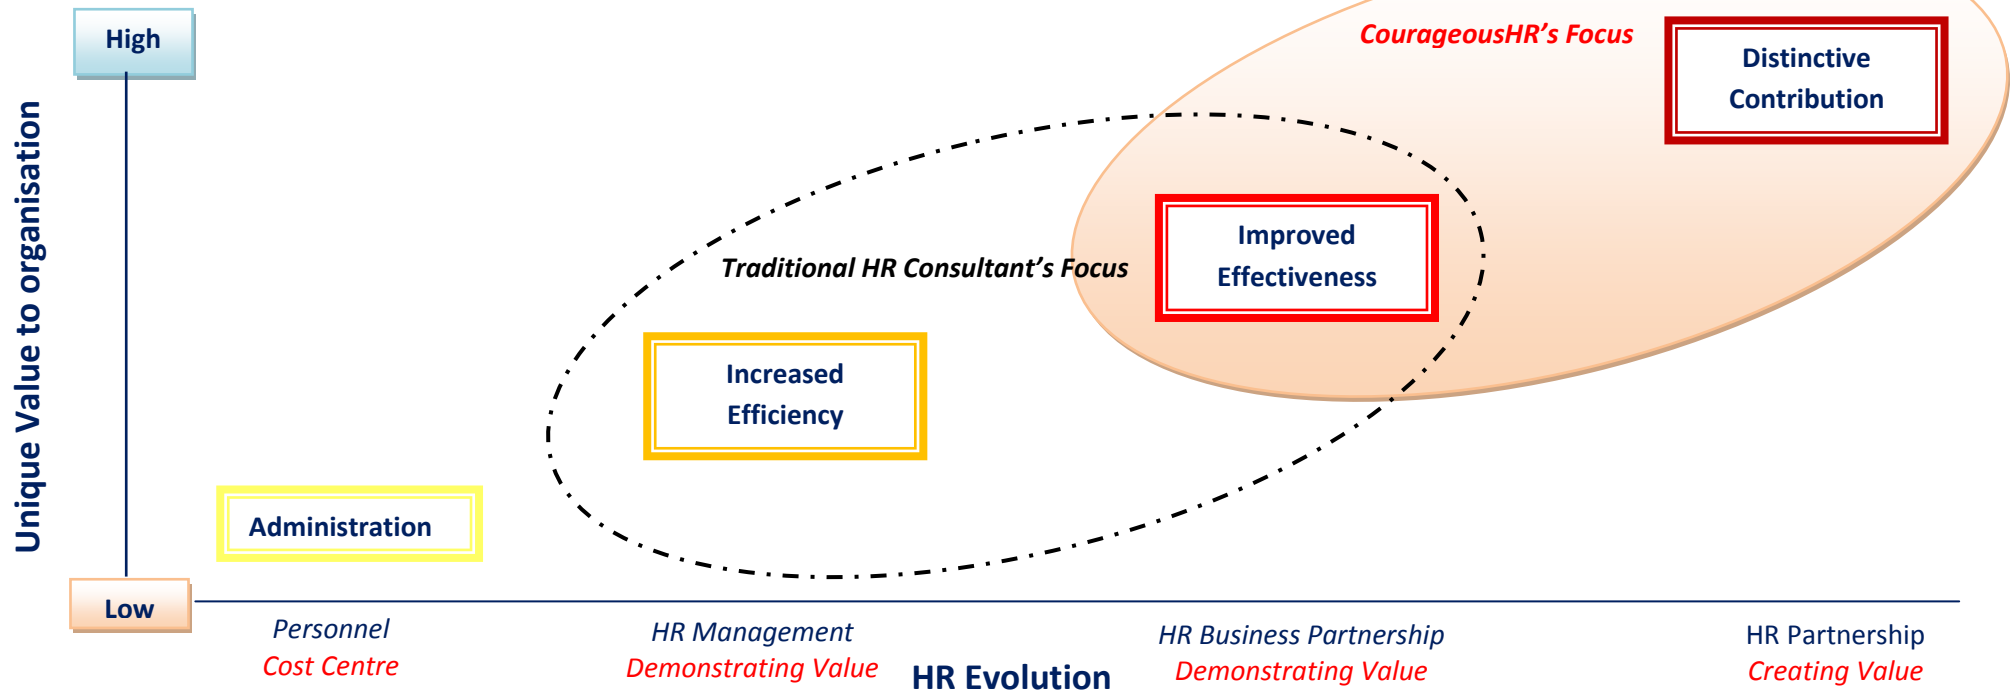 High
CourageousHR's Focus
Distinctive
Contribution
Unique Value to organisation
Improved
Effectiveness
Traditional HR Consultant's Focus
Increased
Efficiency
Administration
Low
Personnel
Cost Centre
HR Management
Demonstrating Value
HR Evolution
HR Business Partnership
Demonstrating Value
HR Partnership
Creating Value